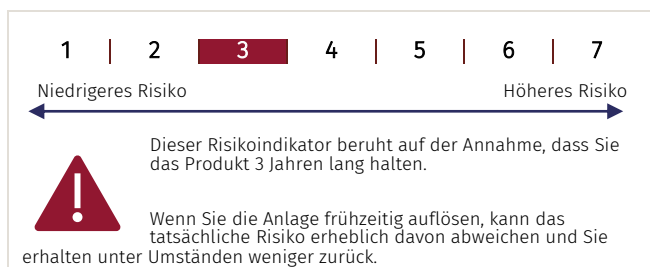 1 2 3 4 5 6 7
Niedrigeres Risiko Höheres Risiko
Dieser Risikoindikator beruht auf der Annahme, dass Sie
das Produkt 3 Jahren lang halten.
Wenn Sie die Anlage frühzeitig auflösen, kann das
tatsächliche Risiko erheblich davon abweichen und Sie
erhalten unter Umständen weniger zurück.